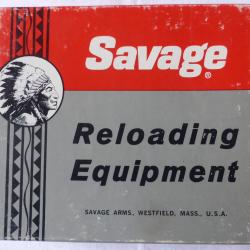 Savage®
Reloading
Equipment
SAVAGE ARMS, WESTFIELD, MASS., U.S.A.